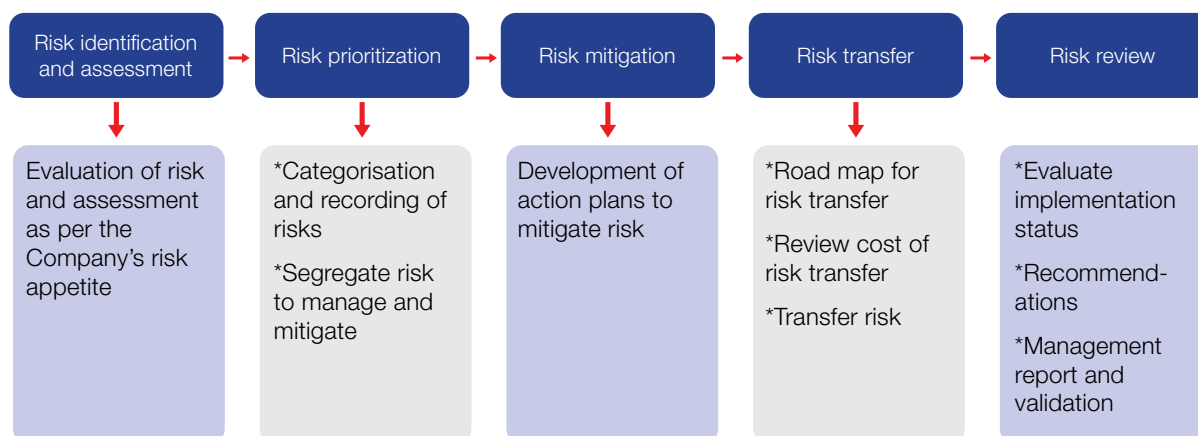 Risk identification
and assessment
Risk prioritization
Risk mitigation
Risk transfer
Risk review
Evaluation of risk
and assessment
as per the
Company's risk
appetite
*Categorisation
and recording of
risks
*Segregate risk
to manage and
mitigate
Development of
action plans to
mitigate risk
*Road map for
risk transfer
*Review cost of
risk transfer
*Transfer risk
*Evaluate
implementation
status
*Recommend-
ations
*Management
report and
validation